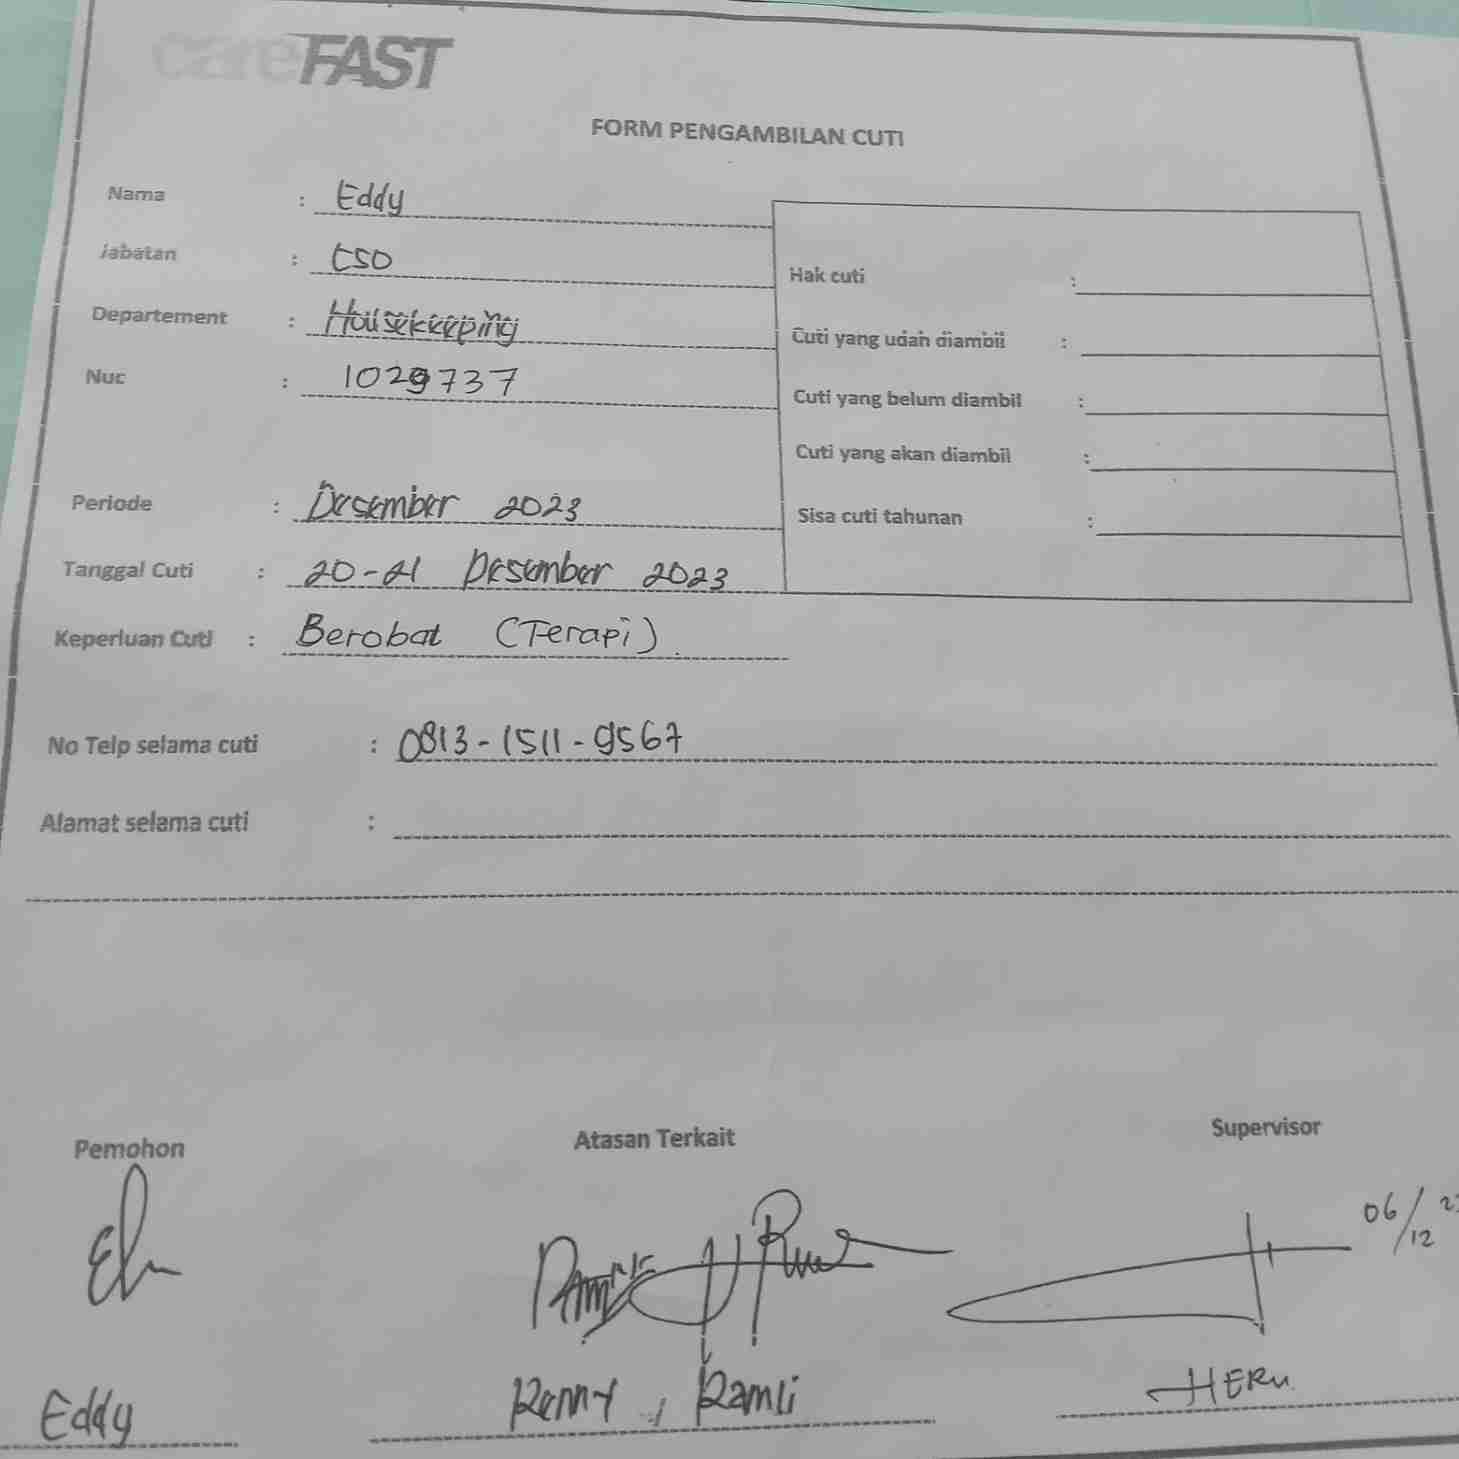 careFAST
FORM PENGAMBILAN CUTI
Nama : Eddy
Jabatan : CSO
Departement : Housekeeping
Nuc : 1029737
Hak cuti :
Cuti yang udah diambil :
Cuti yang belum diambil :
Cuti yang akan diambil :
Sisa cuti tahunan :
Periode : Desember 2023
Tanggal Cuti : 20-21 Desember 2023
Keperluan Cuti : Berobat (Terapi)
No Telp selama cuti : 0813-1511-9567
Alamat selama cuti :
Pemohon Atasan Terkait Supervisor
06/12
Eddy Renny, Ramli HERU